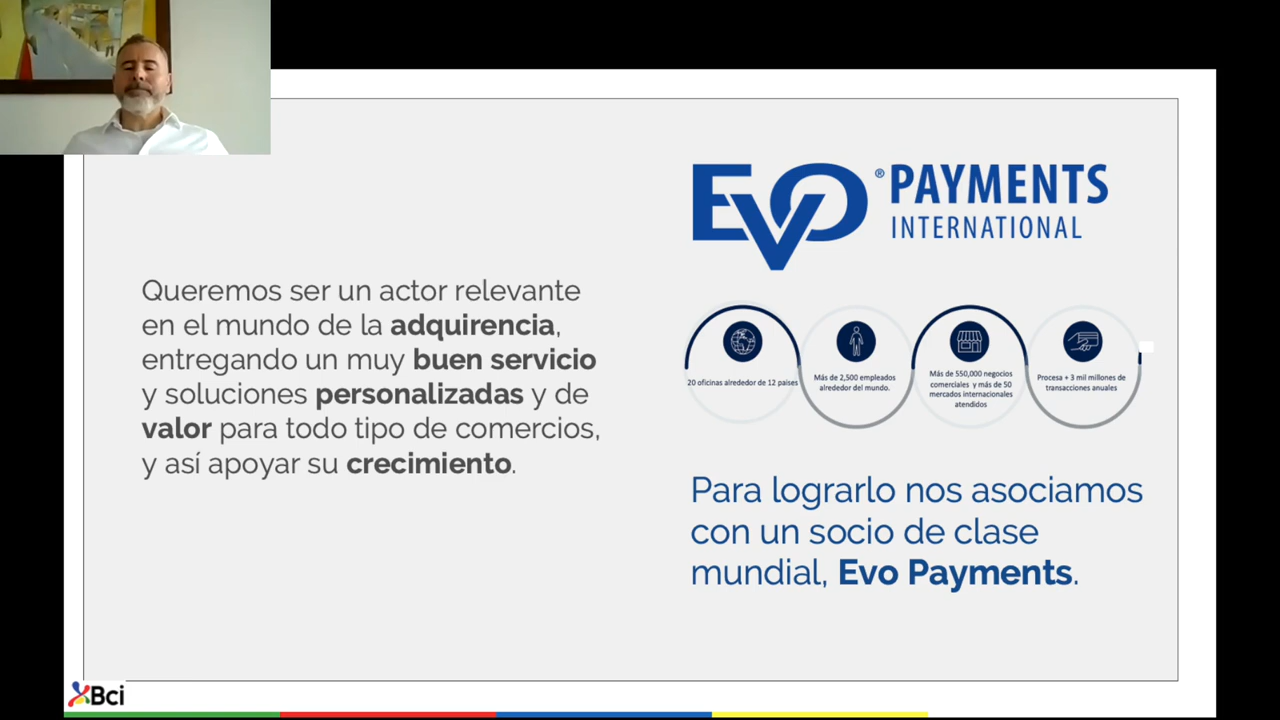 EVO® PAYMENTS
INTERNATIONAL
Queremos ser un actor relevante
en el mundo de la adquirencia,
entregando un muy buen servicio
y soluciones personalizadas y de
valor para todo tipo de comercios,
y así apoyar su crecimiento.
20 oficinas alrededor de 12 países
Más de 2,500 empleados
alrededor del mundo.
Más de 550,000 negocios
comerciales y más de 50
mercados internacionales
atendidos
Procesa + 3 mil millones de
transacciones anuales
Para lograrlo nos asociamos
con un socio de clase
mundial, Evo Payments.
Bci